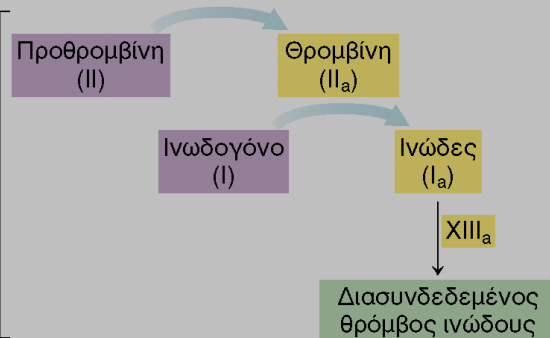 Προθρομβίνη
(II)
Θρομβίνη
(IIa)
Ινωδογόνο
(I)
Ινώδες
(Ia)
XIIIa
Διασυνδεδεμένος
θρόμβος ινώδους